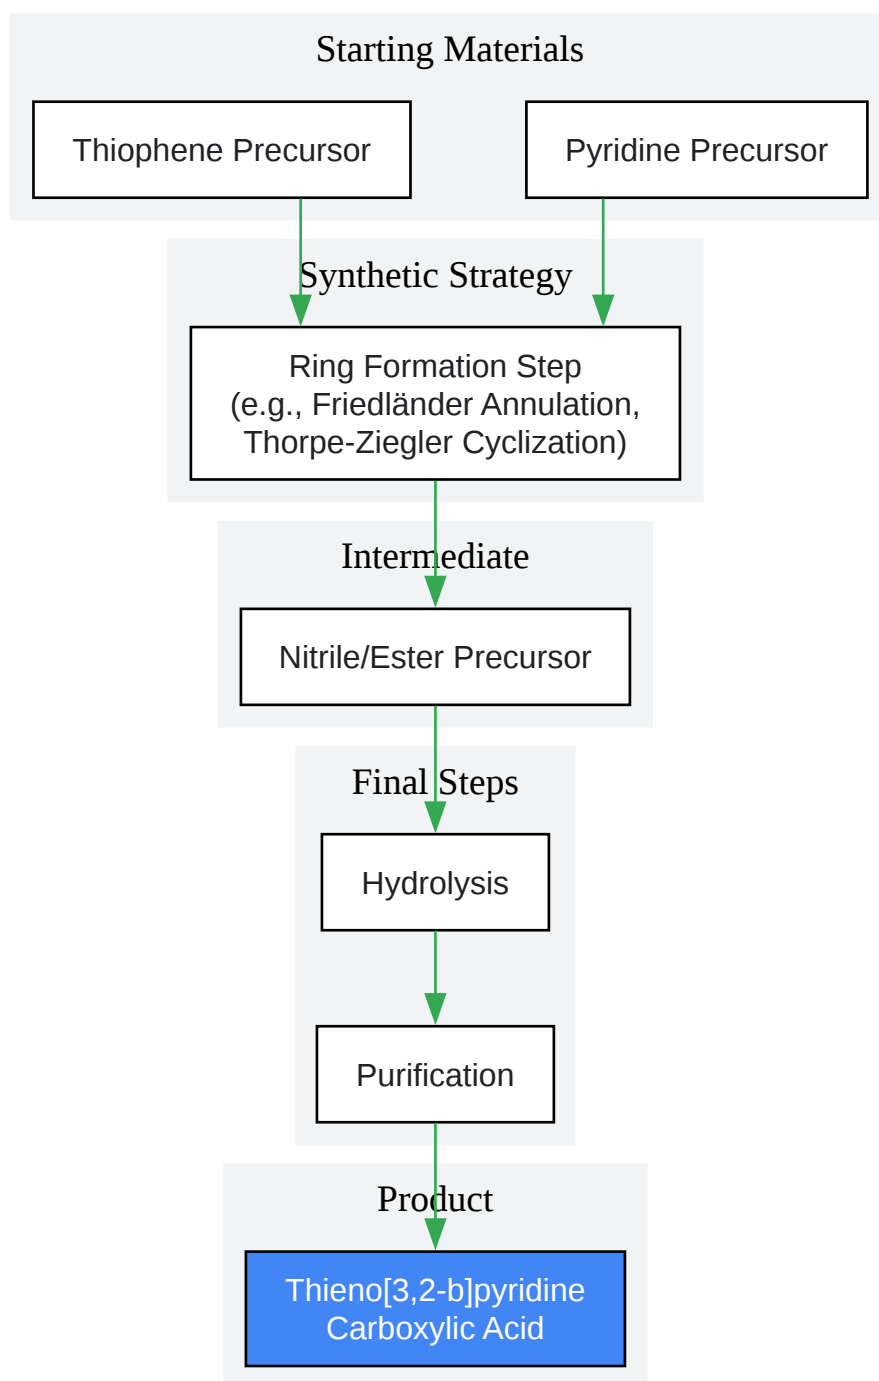 Starting Materials
Thiophene Precursor
Pyridine Precursor
Synthetic Strategy
Ring Formation Step
(e.g., Friedländer Annulation,
Thorpe-Ziegler Cyclization)
Intermediate
Nitrile/Ester Precursor
Final Steps
Hydrolysis
Purification
Product
Thieno[3,2-b]pyridine
Carboxylic Acid